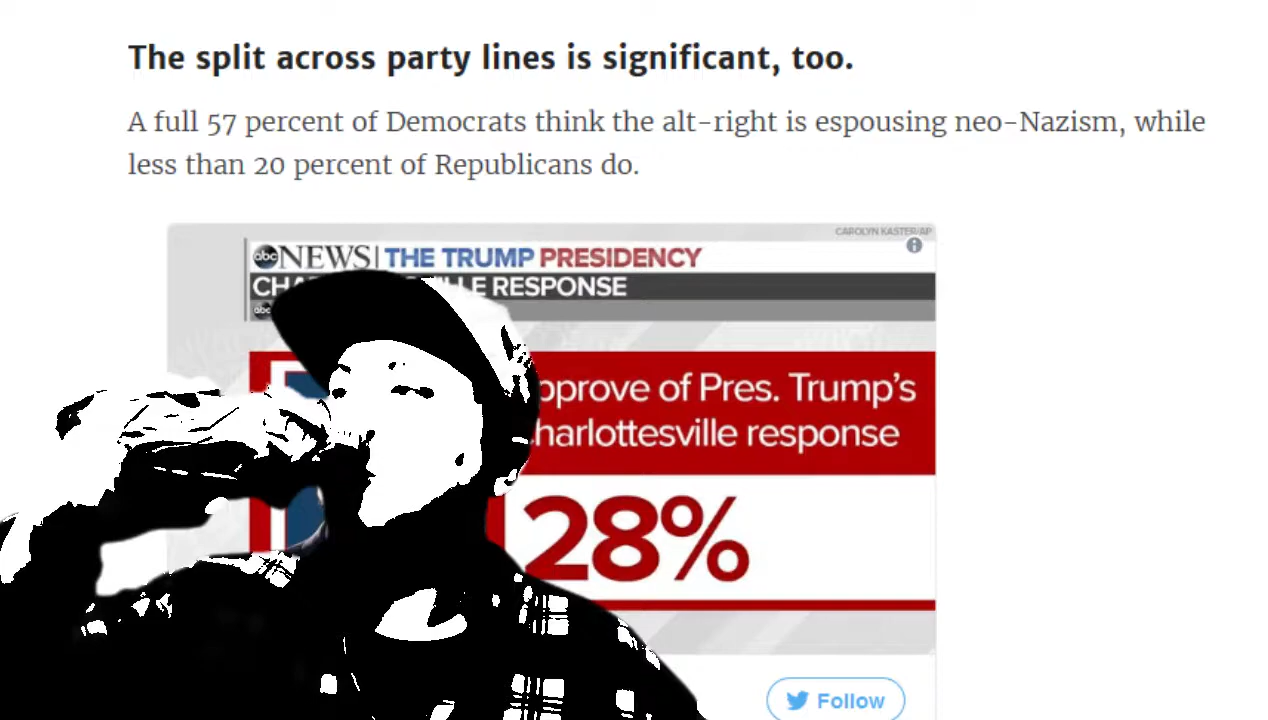 The split across party lines is significant, too.
A full 57 percent of Democrats think the alt-right is espousing neo-Nazism, while
less than 20 percent of Republicans do.
CAROLYN KASTER/AP
abc NEWS | THE TRUMP PRESIDENCY
RESPONSE
abc
of Pres. Trump's
response
28%
Follow